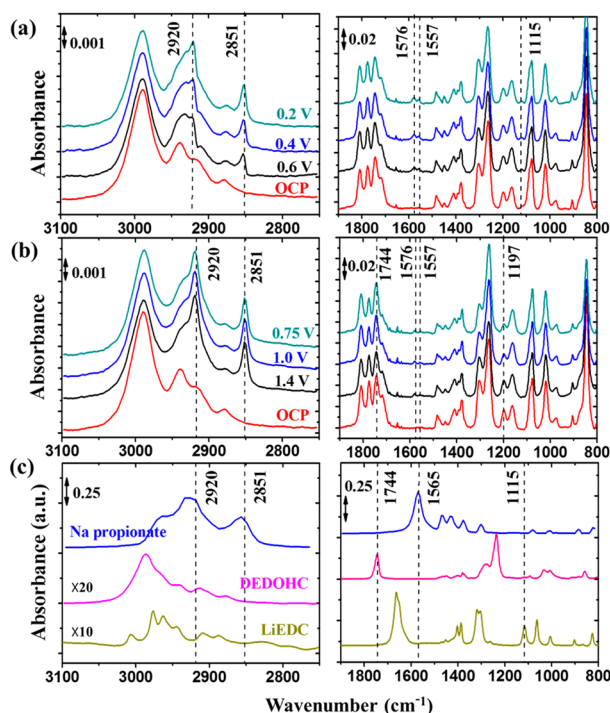 (a)
0.001
2920
2851
0.2 V
0.4 V
0.6 V
OCP
3100 3000 2900 2800
Absorbance
0.02
1576
1557
1115
1800 1600 1400 1200 1000 800
(b)
0.001
2920
2851
0.75 V
1.0 V
1.4 V
OCP
3100 3000 2900 2800
Absorbance
0.02
1744
1576
1557
1197
1800 1600 1400 1200 1000 800
(c)
0.25
2920
2851
Na propionate
X20
DEDOHC
X10
LiEDC
3100 3000 2900 2800
Absorbance (a.u.)
0.25
1744
1565
1115
1800 1600 1400 1200 1000 800
Wavenumber (cm-1)